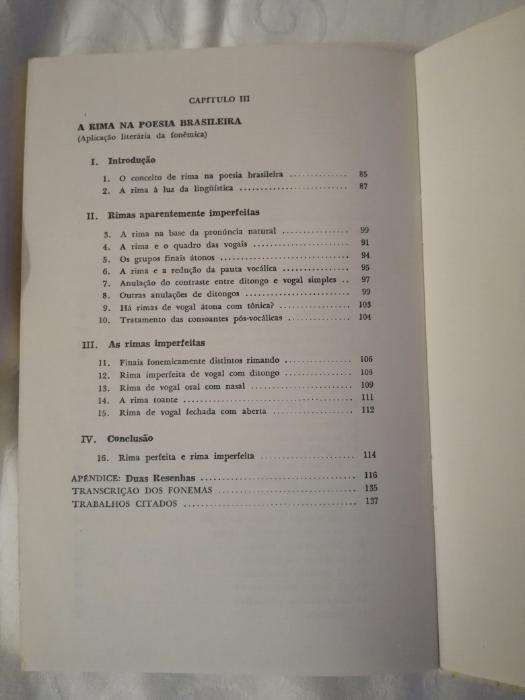 CAPITULO III
A RIMA NA POESIA BRASILEIRA
(Aplicação literária da fonêmica)
I. Introdução
1. O conceito de rima na poesia brasileira .............. 85
2. A rima à luz da lingüística .......................... 87
II. Rimas aparentemente imperfeitas
3. A rima na base da pronúncia natural .................. 90
4. A rima e o quadro das vogais ........................ 91
5. Os grupos finais átonos .............................. 94
6. A rima e a redução da pauta vocálica ................ 95
7. Anulação do contraste entre ditongo e vogal simples .. 97
8. Outras anulações de ditongos ........................ 99
9. Há rimas de vogal átona com tônica? .................. 103
10. Tratamento das consoantes pós-vocálicas .............. 104
III. As rimas imperfeitas
11. Finais fonemicamente distintos rimando .............. 106
12. Rima imperfeita de vogal com ditongo ................ 108
13. Rima de vogal oral com nasal ........................ 109
14. A rima toante ........................................ 111
15. Rima de vogal fechada com aberta .................... 112
IV. Conclusão
16. Rima perfeita e rima imperfeita ...................... 114
APÉNDICE: Duas Resenhas .................................. 116
TRANSCRIÇÃO DOS FONEMAS .................................. 135
TRABALHOS CITADOS ........................................ 137